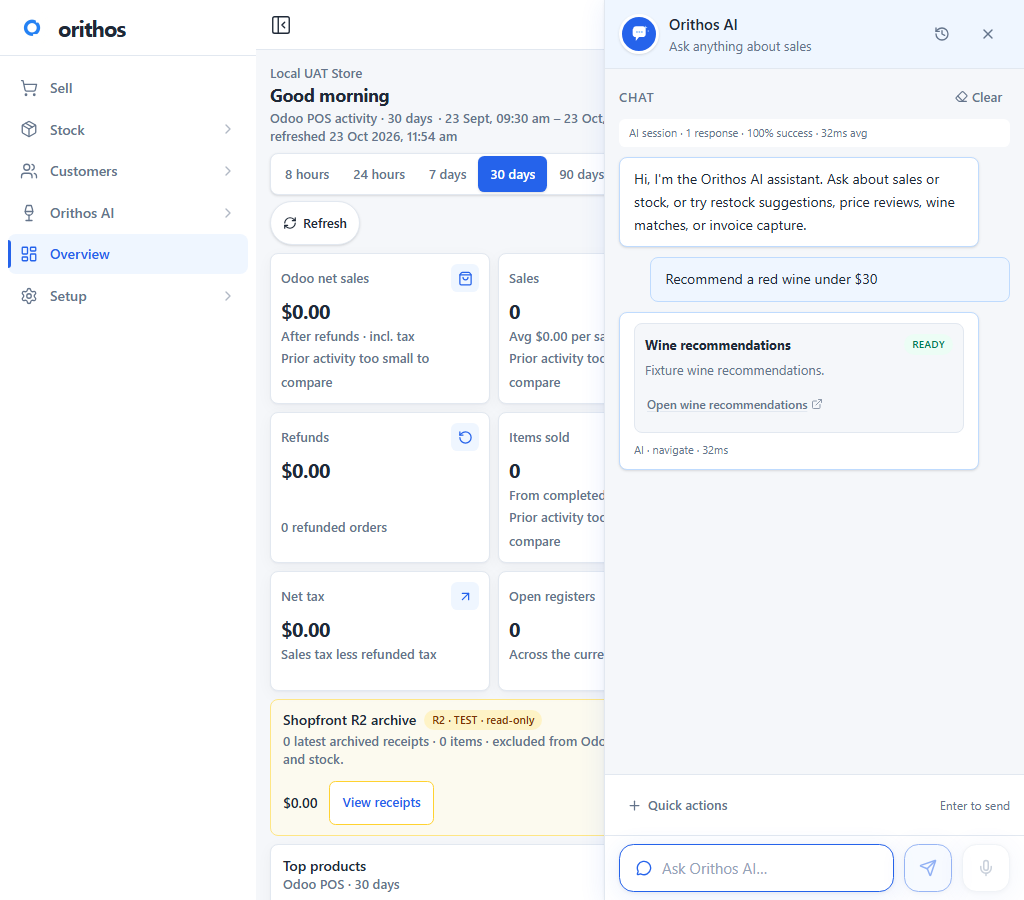 orithos
Sell
Stock
Customers
Orithos AI
Overview
Setup
Local UAT Store
Good morning
Odoo POS activity · 30 days · 23 Sept, 09:30 am – 23 Oct,
refreshed 23 Oct 2026, 11:54 am
8 hours
24 hours
7 days
30 days
90 days
Refresh
Odoo net sales
$0.00
After refunds · incl. tax
Prior activity too small to
compare
Sales
0
Avg $0.00 per
Prior activity
compare
Refunds
$0.00
0 refunded orders
Items sold
0
From completed
Prior activity
compare
Net tax
$0.00
Sales tax less refunded tax
Open registers
0
Across the
Shopfront R2 archive
R2 · TEST · read-only
0 latest archived receipts · 0 items · excluded from
and stock.
$0.00
View receipts
Top products
Odoo POS · 30 days
Orithos AI
Ask anything about sales
CHAT
Clear
AI session · 1 response · 100% success · 32ms avg
Hi, I'm the Orithos AI assistant. Ask about sales or
stock, or try restock suggestions, price reviews, wine
matches, or invoice capture.
Recommend a red wine under $30
Wine recommendations
READY
Fixture wine recommendations.
Open wine recommendations
AI · navigate · 32ms
Quick actions
Enter to send
Ask Orithos AI...